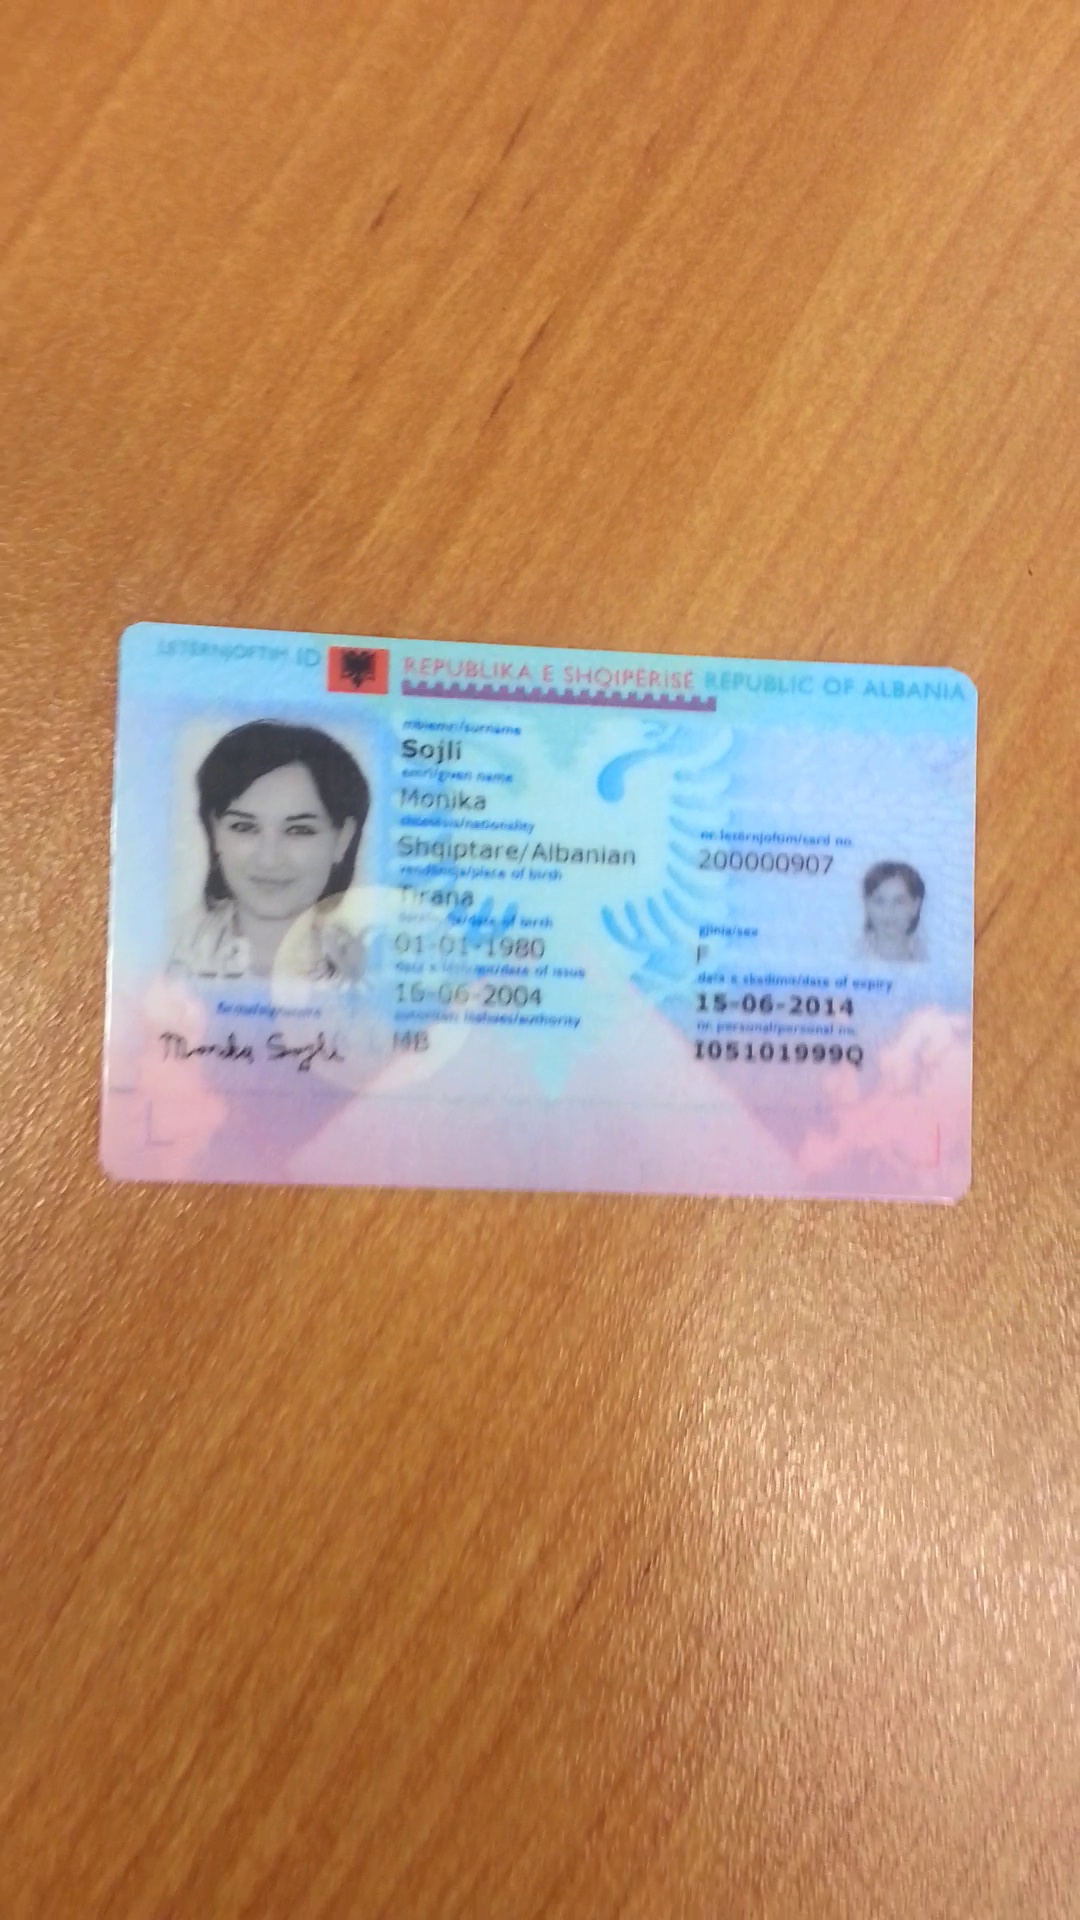 LETËRNJOFTIM ID
REPUBLIKA E SHQIPËRISË REPUBLIC OF ALBANIA
mbiemri/surname
Sojli
emri/given name
Monika
shtetësia/nationality
Shqiptare/Albanian
vendlindja/place of birth
Tirana
datëlindja/date of birth
01-01-1980
data e lëshimit/date of issue
16-06-2004
autoriteti lëshues/authority
MB
nr. letërnjoftimi/card no.
200000907
gjinia/sex
F
data e skadimit/date of expiry
15-06-2014
nr. personal/personal no.
I05101999Q
firma/signature
Monika Sojli